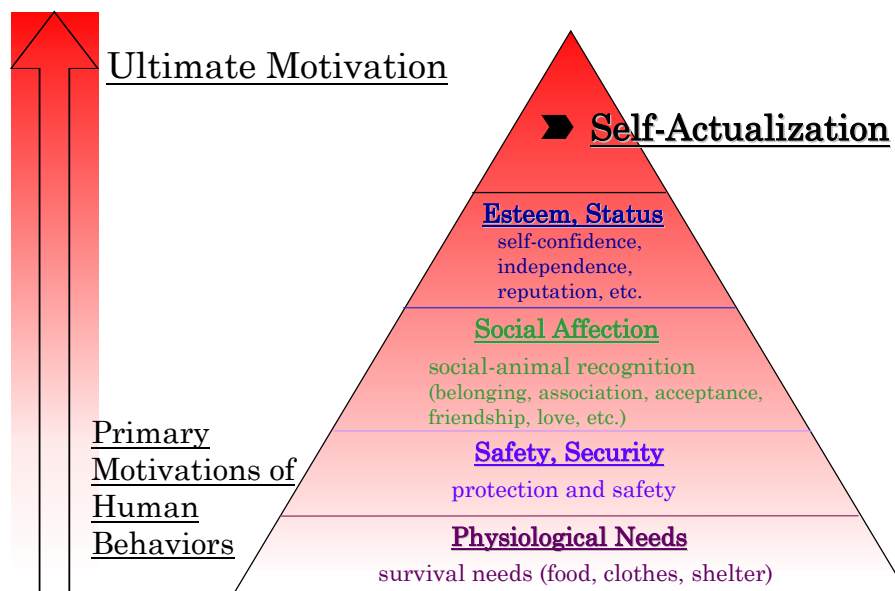 Ultimate Motivation
Self-Actualization
Esteem, Status
self-confidence,
independence,
reputation, etc.
Social Affection
social-animal recognition
(belonging, association, acceptance,
friendship, love, etc.)
Primary
Motivations of
Human
Behaviors
Safety, Security
protection and safety
Physiological Needs
survival needs (food, clothes, shelter)